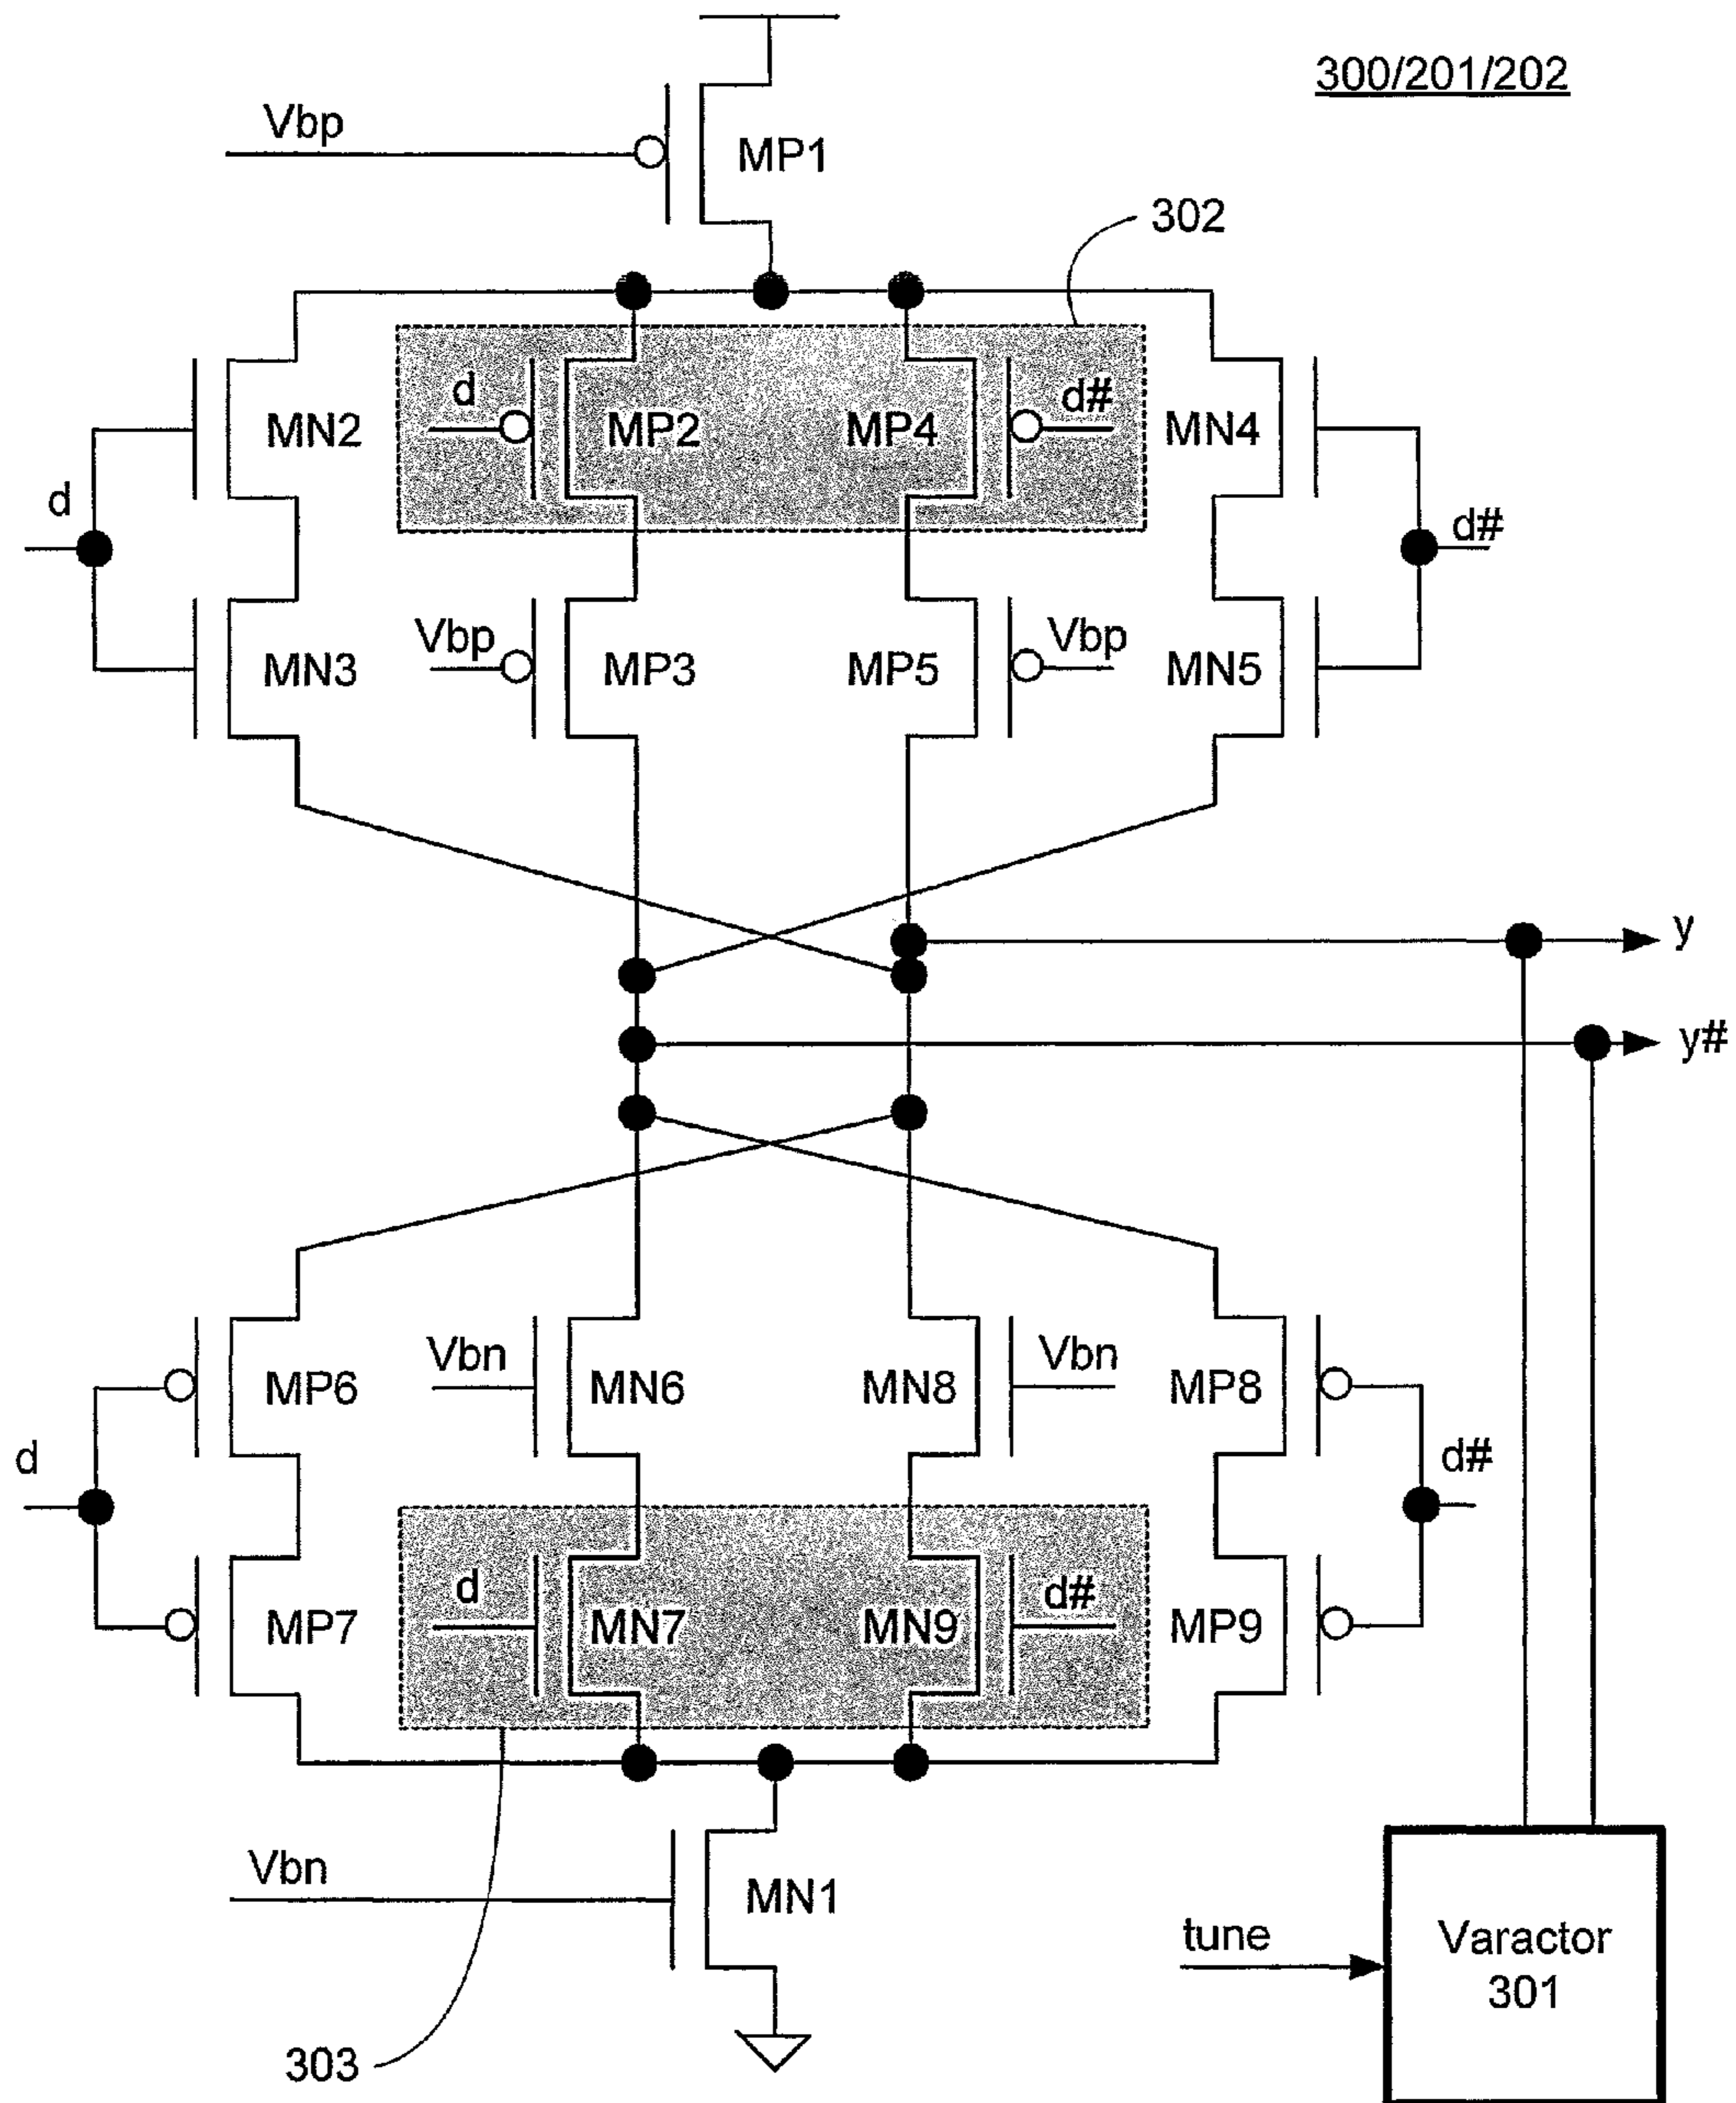 300/201/202
Vbp
MP1
302
d
MP2
MP4
d#
MN2
MN4
d
d#
Vbp
Vbp
MN3
MP3
MP5
MN5
y
y#
Vbn
Vbn
MP6
MN6
MN8
MP8
d
d#
d
d#
MP7
MN7
MN9
MP9
Vbn
MN1
tune
Varactor
301
303